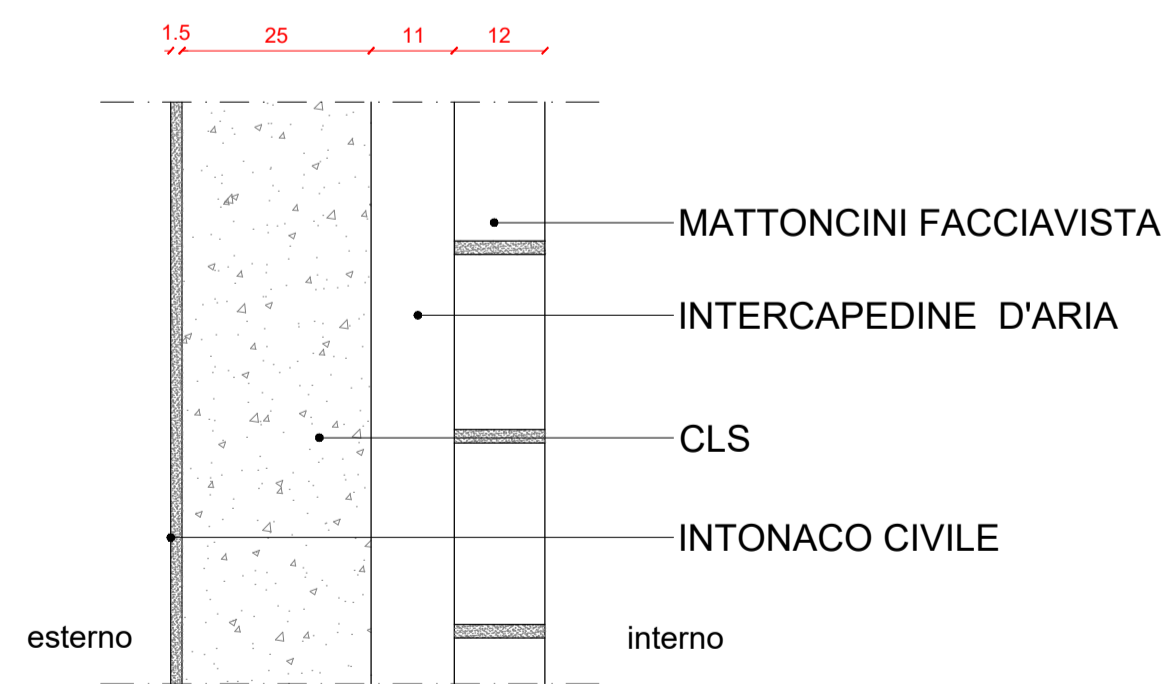 1.5 25 11 12
MATTONCINI FACCIAVISTA
INTERCAPEDINE D'ARIA
CLS
INTONACO CIVILE
esterno interno